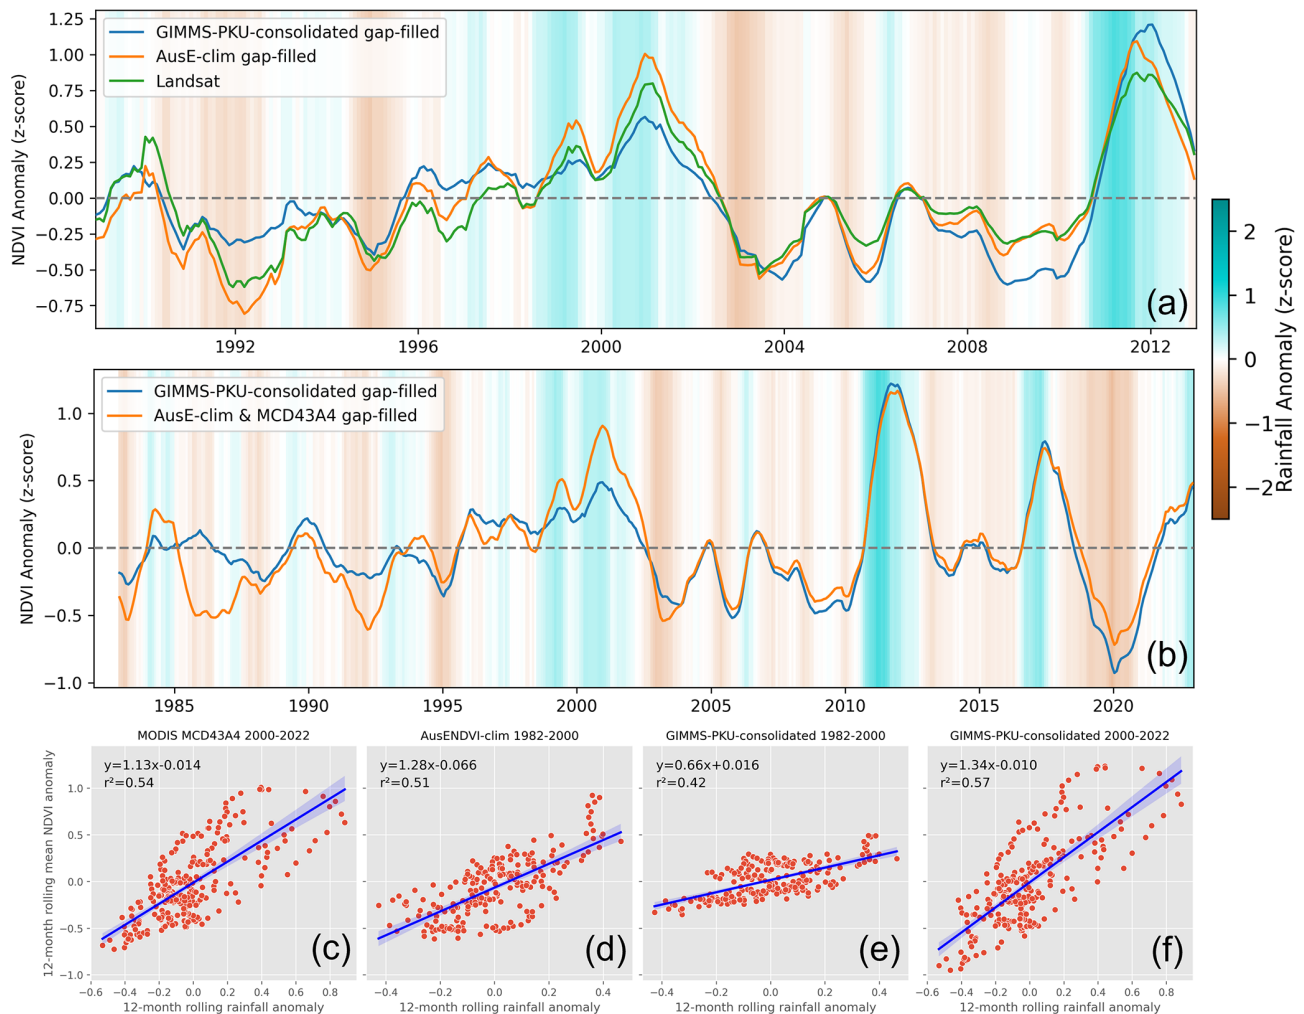 1.25
1.00
0.75
0.50
0.25
0.00
−0.25
−0.50
−0.75
NDVI Anomaly (z-score)
GIMMS-PKU-consolidated gap-filled
AusE-clim gap-filled
Landsat
(a)
1992
1996
2000
2004
2008
2012
1.0
0.5
0.0
−0.5
−1.0
NDVI Anomaly (z-score)
GIMMS-PKU-consolidated gap-filled
AusE-clim & MCD43A4 gap-filled
(b)
1985
1990
1995
2000
2005
2010
2015
2020
2
1
0
−1
−2
Rainfall Anomaly (z-score)
MODIS MCD43A4 2000-2022
y=1.13x-0.014
r²=0.54
(c)
12-month rolling mean NDVI anomaly
1.0
0.5
0.0
−0.5
−1.0
−0.6 −0.4 −0.2 0.0 0.2 0.4 0.6 0.8
12-month rolling rainfall anomaly
AusENDVI-clim 1982-2000
y=1.28x-0.066
r²=0.51
(d)
−0.4 −0.2 0.0 0.2 0.4
12-month rolling rainfall anomaly
GIMMS-PKU-consolidated 1982-2000
y=0.66x+0.016
r²=0.42
(e)
−0.4 −0.2 0.0 0.2 0.4
12-month rolling rainfall anomaly
GIMMS-PKU-consolidated 2000-2022
y=1.34x-0.010
r²=0.57
(f)
−0.6 −0.4 −0.2 0.0 0.2 0.4 0.6 0.8
12-month rolling rainfall anomaly